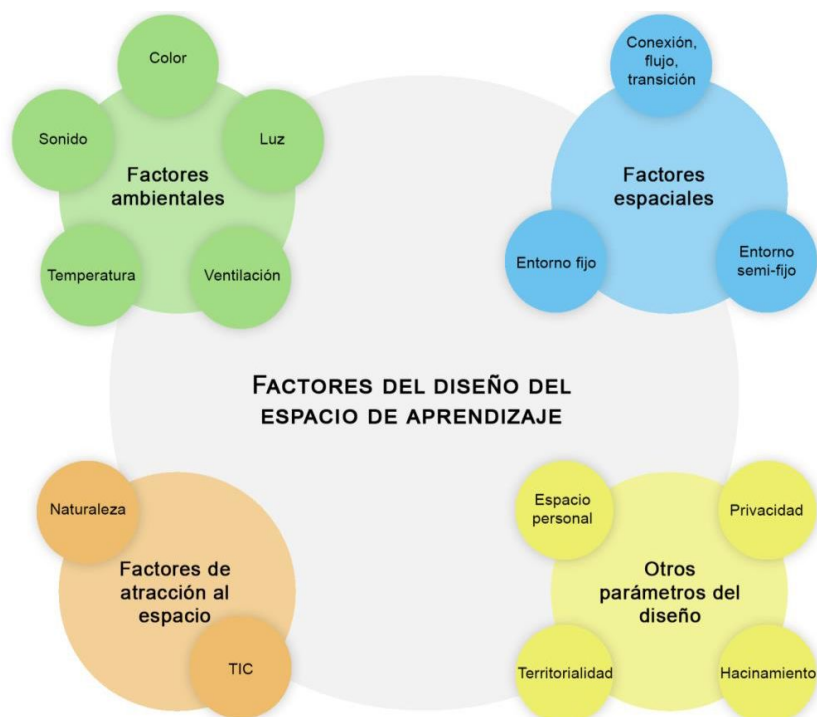 Color
Sonido
Luz
Factores
ambientales
Temperatura
Ventilación
Conexión,
flujo,
transición
Factores
espaciales
Entorno fijo
Entorno
semi-fijo
FACTORES DEL DISEÑO DEL
ESPACIO DE APRENDIZAJE
Naturaleza
Factores de
atracción al
espacio
TIC
Espacio
personal
Privacidad
Otros
parámetros del
diseño
Territorialidad
Hacinamiento